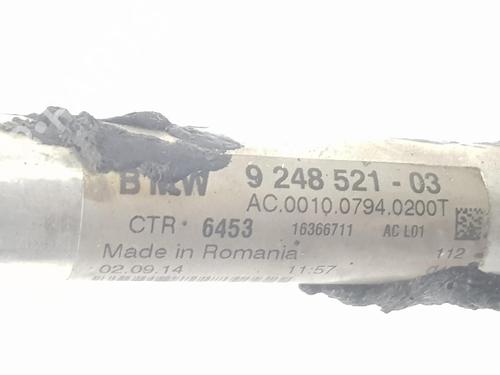 BMW 9 248 521 - 03
AC.0010.0794.0200T
CTR 6453 16366711 AC L01
Made in Romania 112
02.09.14 11:57